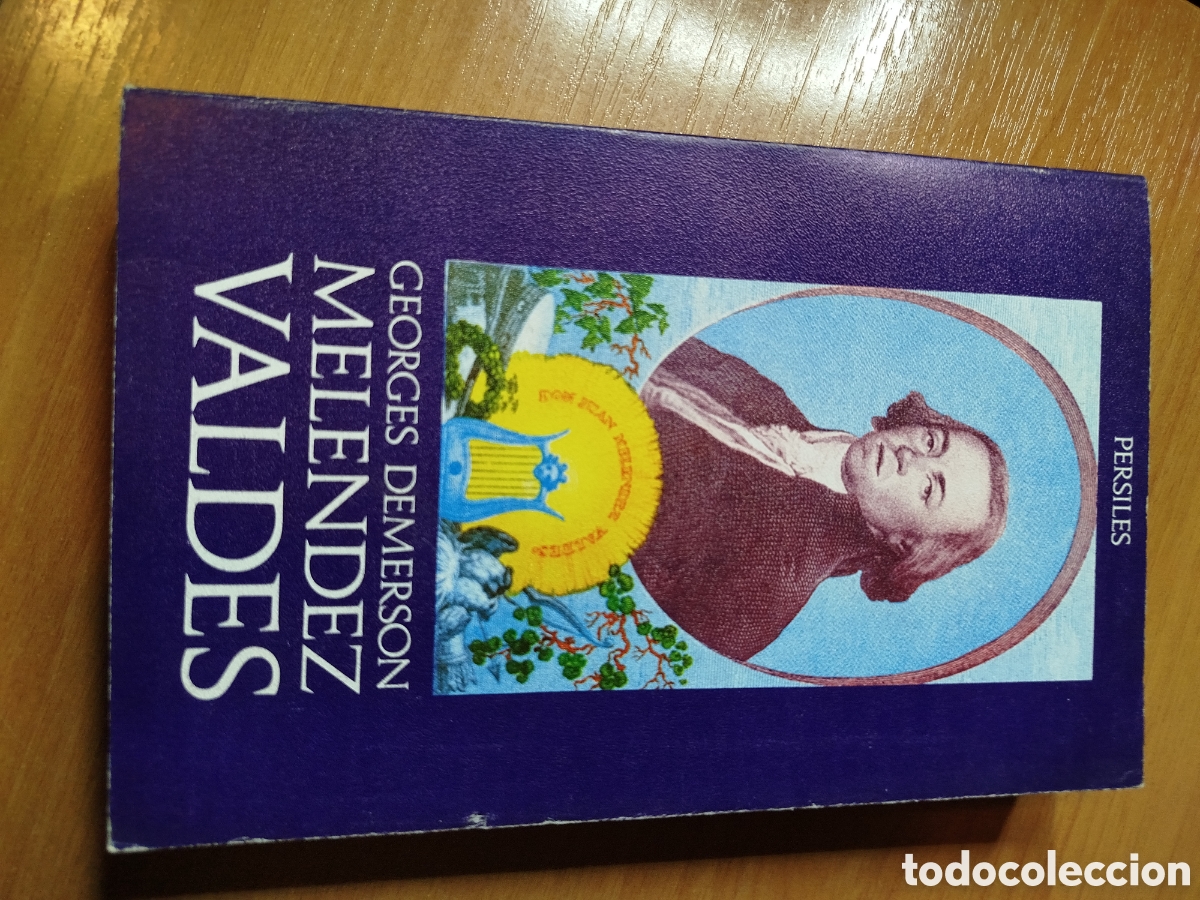 PERSILES
DON JUAN MELENDEZ VALDES
GEORGES DEMERSON
MELENDEZ
VALDES
todocoleccion